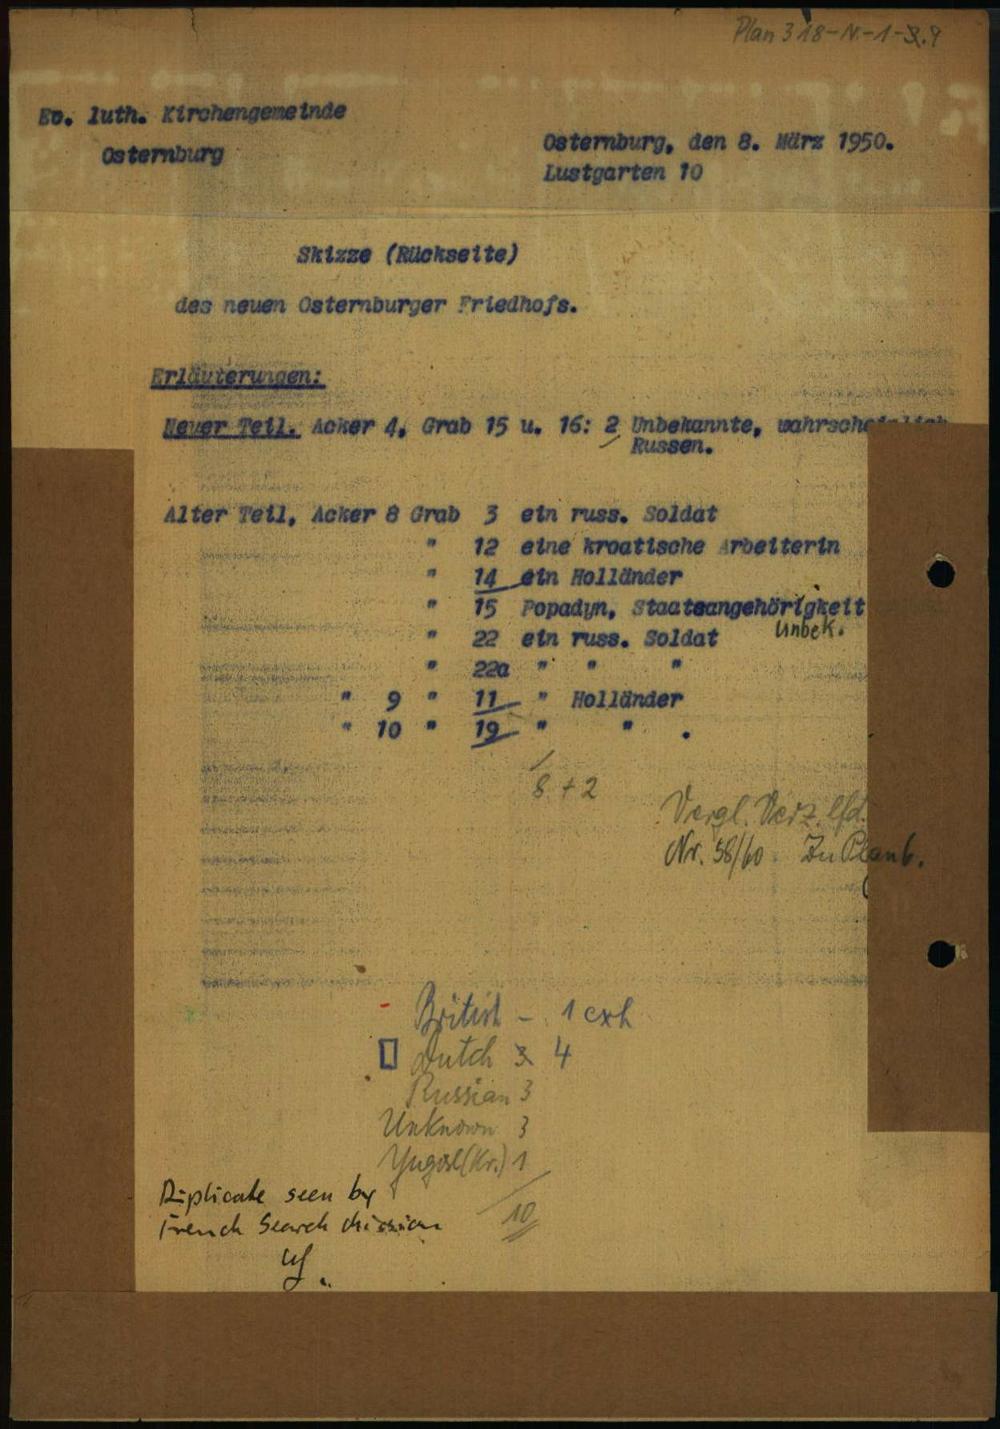 Plan 318-N-1-3.9
Ev. luth. Kirchengemeinde
Osternburg
Osternburg, den 8. März 1950.
Lustgarten 10
Skizze (Rückseite)
des neuen Osternburger Friedhofs.
Erläuterungen:
Neuer Teil. Acker 4, Grab 15 u. 16: 2 Unbekannte, wahrscheinlich
Russen.
Alter Teil, Acker 8 Grab 3 ein russ. Soldat
" 12 eine kroatische Arbeiterin
" 14 ein Holländer
" 15 Popadyn, Staatsangehörigkeit
Unbek.
" 22 ein russ. Soldat
" 22a " " "
" 9 " 11 " Holländer
" 10 " 19 " " .
8 + 2
Vergl. Verz. lfd.
Nr. 58/60 Zu Plan 6.
British - 1 exh
Dutch 3 4
Russian 3
Unknown 3
Yugosl(Kr.) 1
10
Duplicate seen by
French Search Mission